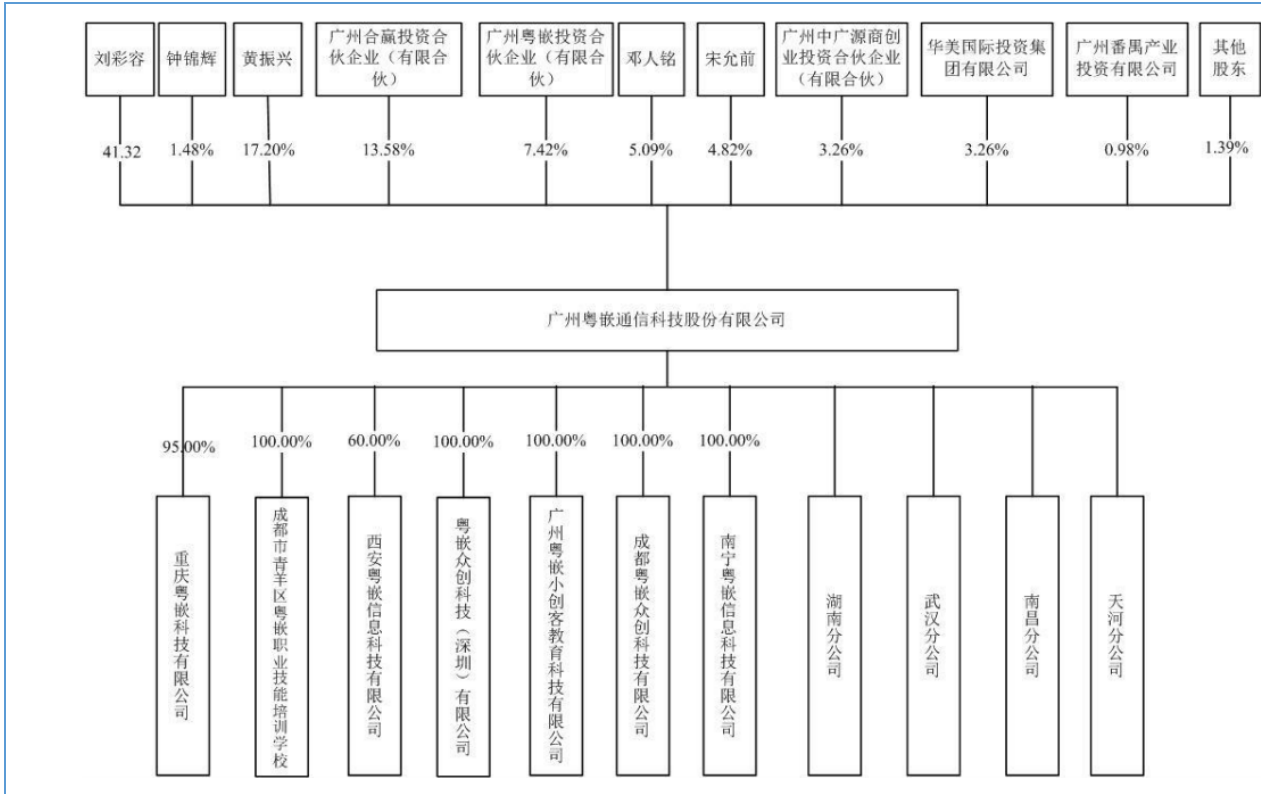 刘彩容
钟锦辉
黄振兴
广州合赢投资合
伙企业（有限合
伙）
广州粤嵌投资合
伙企业（有限合
伙）
邓人铭
宋允前
广州中广源商创
业投资合伙企业
（有限合伙）
华美国际投资集
团有限公司
广州番禺产业
投资有限公司
其他
股东
41.32
1.48%
17.20%
13.58%
7.42%
5.09%
4.82%
3.26%
3.26%
0.98%
1.39%
广州粤嵌通信科技股份有限公司
95.00%
100.00%
60.00%
100.00%
100.00%
100.00%
100.00%
重庆粤嵌科技有限公司
成都市青羊区粤嵌职业技能培训学校
西安粤嵌信息科技有限公司
粤嵌众创科技（深圳）有限公司
广州粤嵌小创客教育科技有限公司
成都粤嵌众创科技有限公司
南宁粤嵌信息科技有限公司
湖南分公司
武汉分公司
南昌分公司
天河分公司